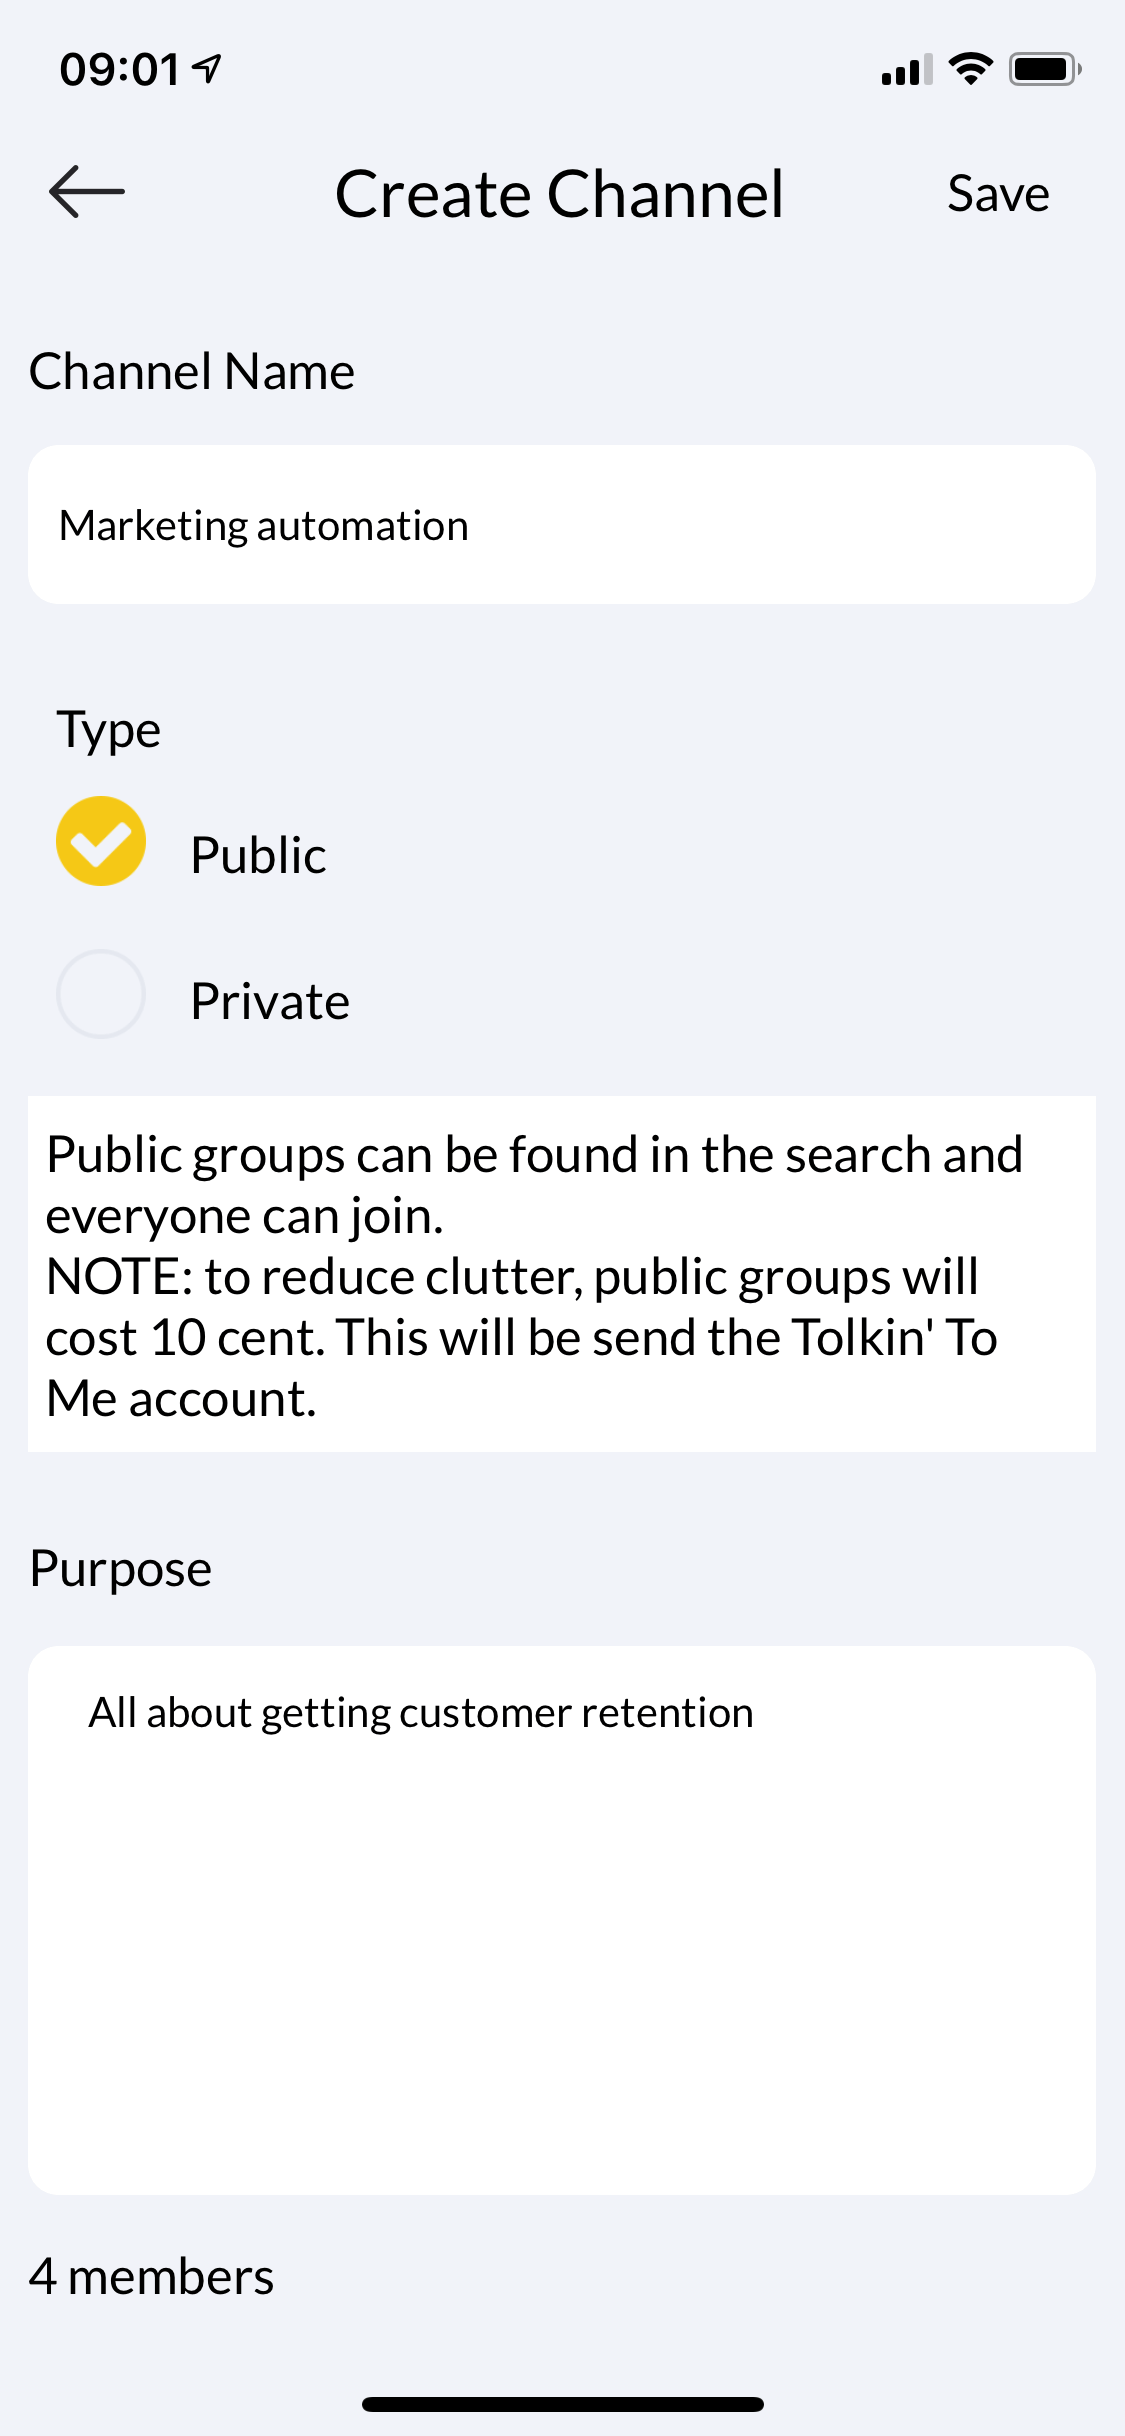 09:01
Create Channel
Save
Channel Name
Marketing automation
Type
Public
Private
Public groups can be found in the search and
everyone can join.
NOTE: to reduce clutter, public groups will
cost 10 cent. This will be send the Tolkin' To
Me account.
Purpose
All about getting customer retention
4 members